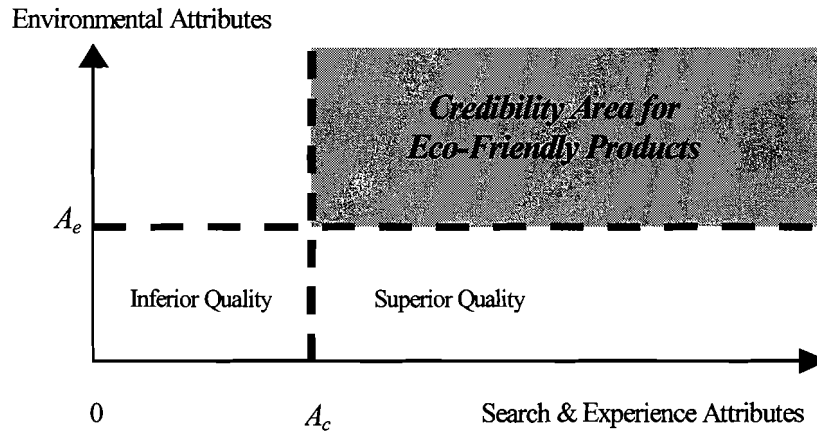 Environmental Attributes
Credibility Area for
Eco-Friendly Products
A_e
Inferior Quality
Superior Quality
0
A_c
Search & Experience Attributes